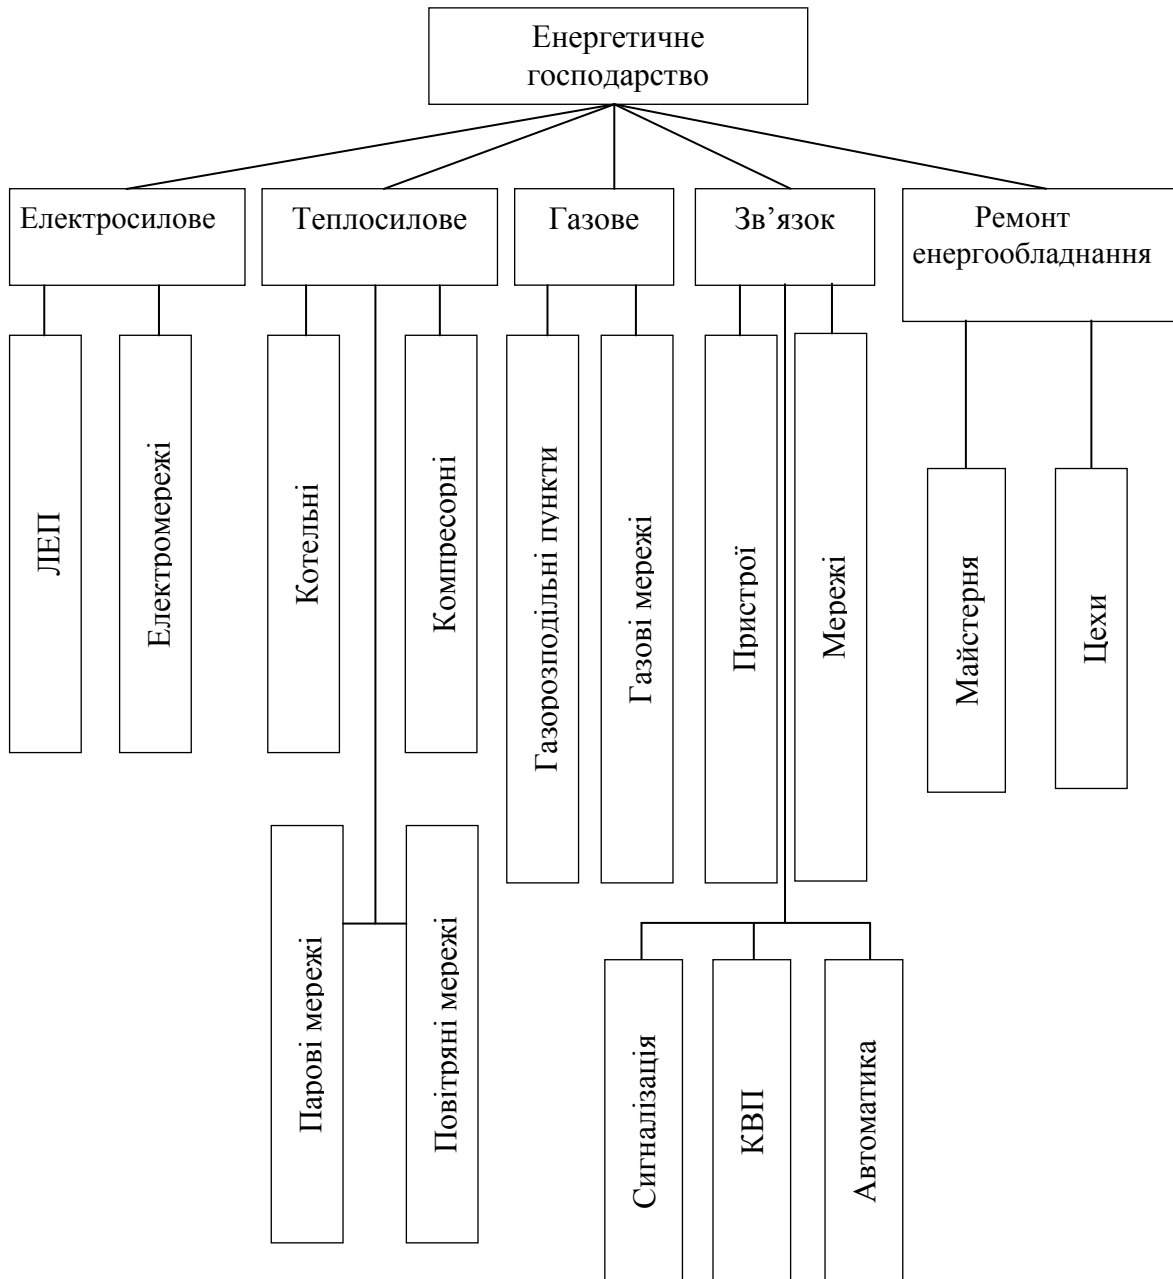 Енергетичне
господарство
Електросилове
Теплосилове
Газове
Зв’язок
Ремонт
енергообладнання
ЛЕП
Електромережі
Котельні
Компресорні
Газорозподільні пункти
Газові мережі
Пристрої
Мережі
Майстерня
Цехи
Парові мережі
Повітряні мережі
Сигналізація
КВП
Автоматика